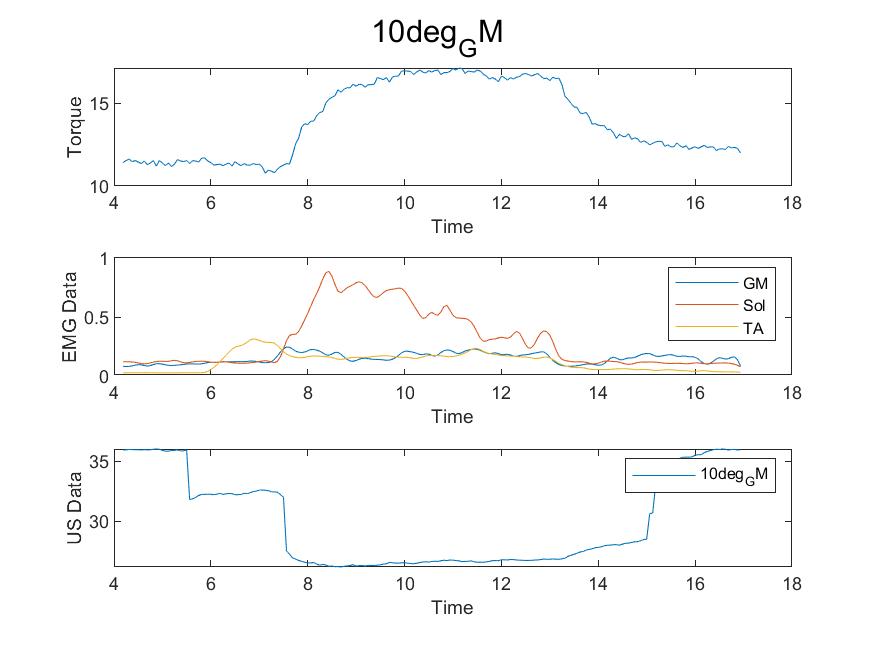 10deg_GM
15
10
Torque
4 6 8 10 12 14 16 18
Time
1
0.5
0
EMG Data
GM
Sol
TA
4 6 8 10 12 14 16 18
Time
35
30
US Data
10deg_GM
4 6 8 10 12 14 16 18
Time